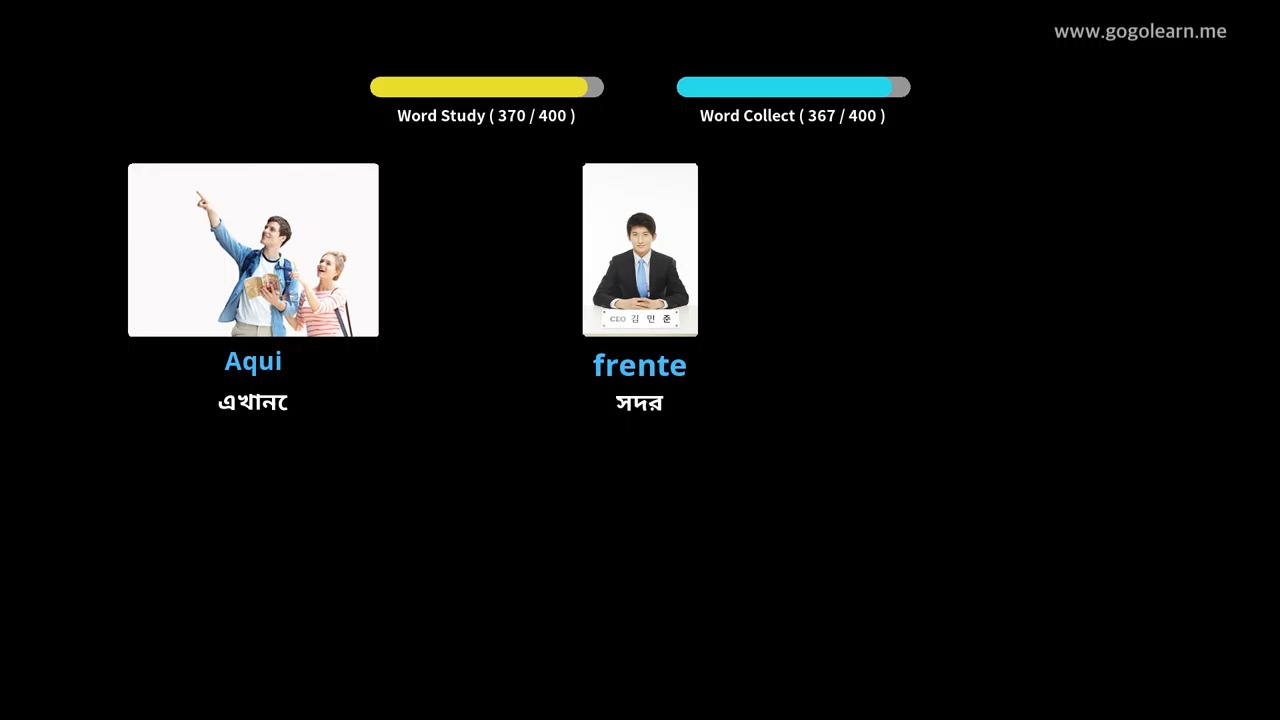 www.gogolearn.me
Word Study ( 370 / 400 )
Word Collect ( 367 / 400 )
CEO 김 민 준
Aqui
frente
এখানে
সদর